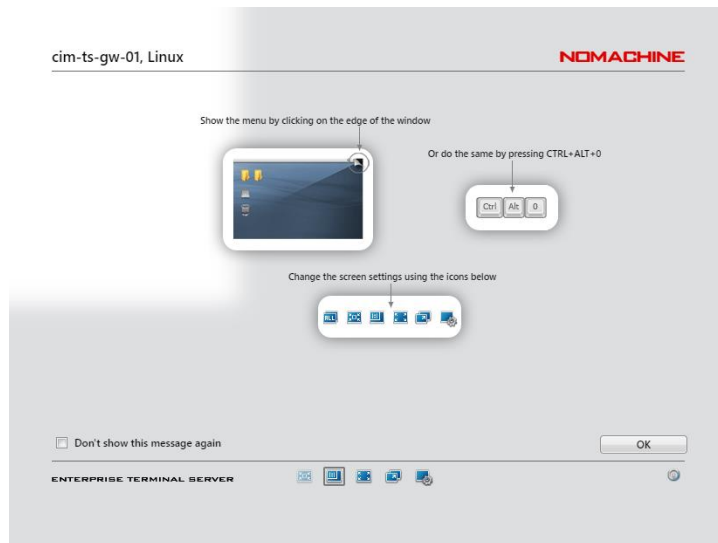 cim-ts-gw-01, Linux
NOMACHINE
Show the menu by clicking on the edge of the window
Or do the same by pressing CTRL+ALT+0
Ctrl Alt 0
Change the screen settings using the icons below
ALL
Don't show this message again
OK
ENTERPRISE TERMINAL SERVER